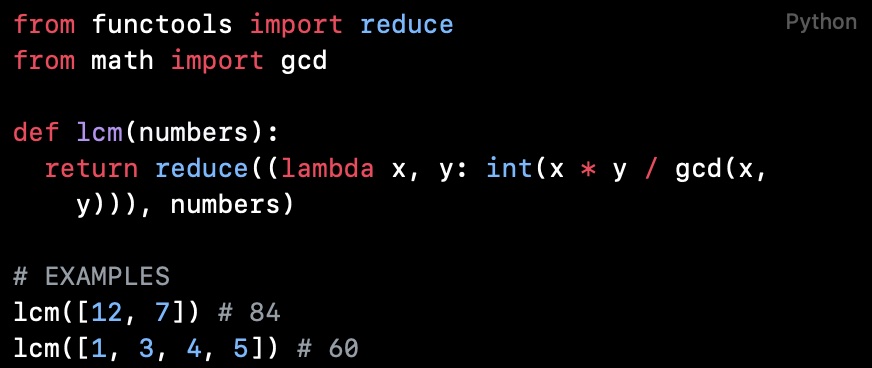 Python
from functools import reduce
from math import gcd

def lcm(numbers):
  return reduce((lambda x, y: int(x * y / gcd(x,
    y))), numbers)

# EXAMPLES
lcm([12, 7]) # 84
lcm([1, 3, 4, 5]) # 60